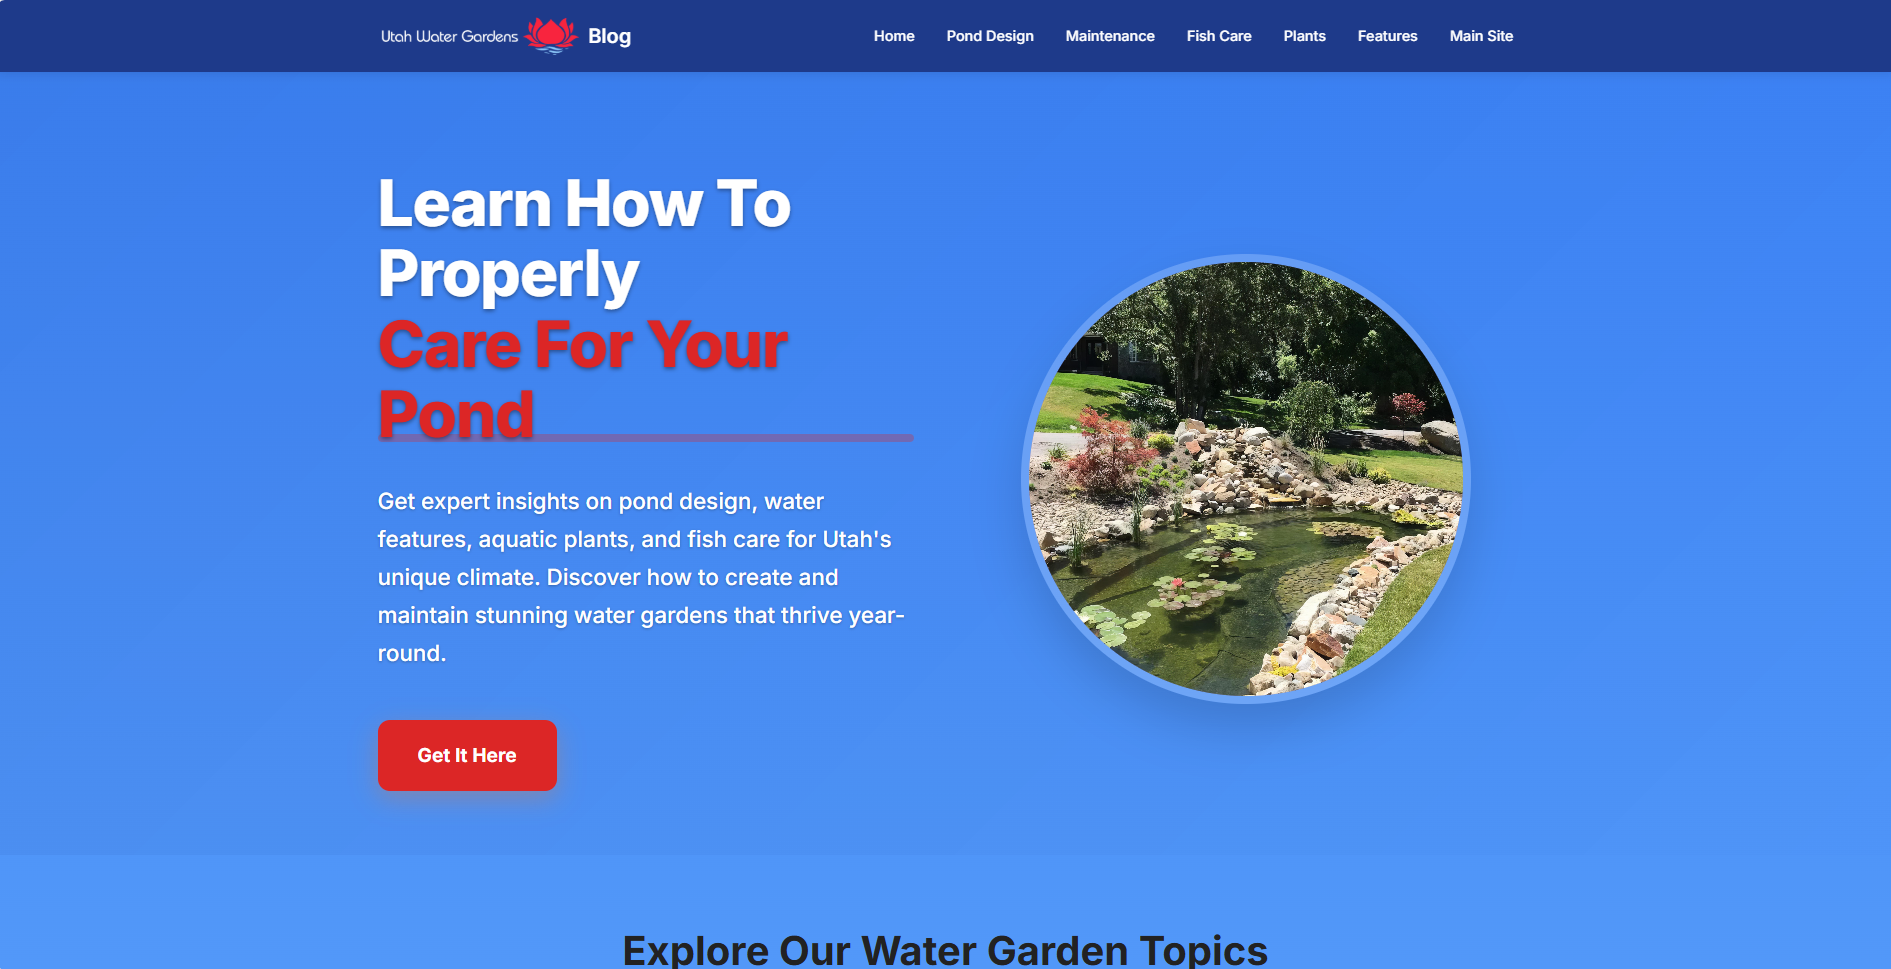 Utah Water Gardens Blog
Home Pond Design Maintenance Fish Care Plants Features Main Site
Learn How To
Properly
Care For Your
Pond
Get expert insights on pond design, water
features, aquatic plants, and fish care for Utah's
unique climate. Discover how to create and
maintain stunning water gardens that thrive year-
round.
Get It Here
Explore Our Water Garden Topics